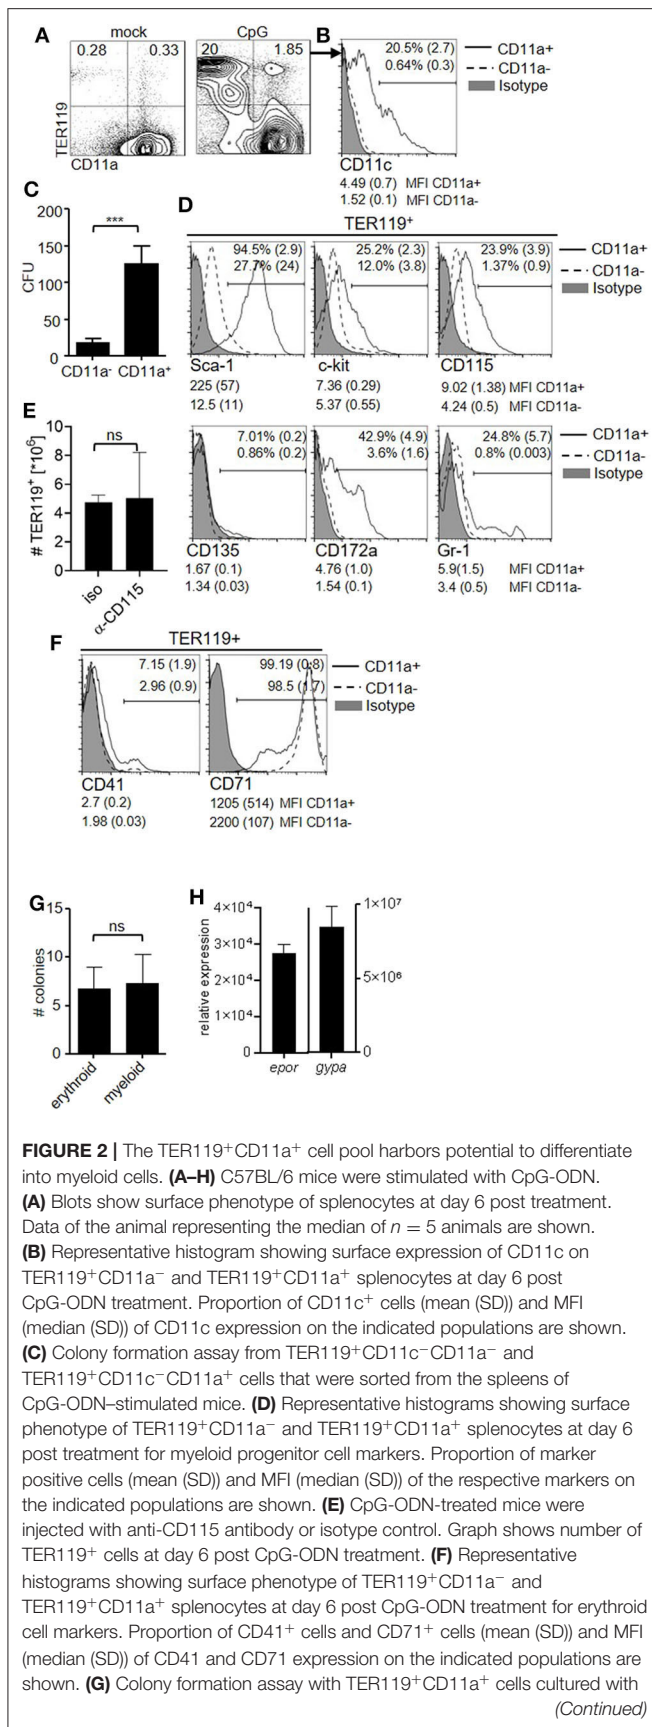 A
mock
CpG
0.28
0.33
20
1.85
TER119
CD11a
B
20.5% (2.7)
0.64% (0.3)
CD11a+
CD11a-
Isotype
CD11c
4.49 (0.7) MFI CD11a+
1.52 (0.1) MFI CD11a-
C
200
150
100
50
0
CFU
***
CD11a⁻ CD11a⁺
D
TER119⁺
94.5% (2.9)
27.7% (24)
25.2% (2.3)
12.0% (3.8)
23.9% (3.9)
1.37% (0.9)
CD11a+
CD11a-
Isotype
Sca-1
c-kit
CD115
225 (57)
7.36 (0.29)
9.02 (1.38) MFI CD11a+
12.5 (11)
5.37 (0.55)
4.24 (0.5) MFI CD11a-
7.01% (0.2)
0.86% (0.2)
42.9% (4.9)
3.6% (1.6)
24.8% (5.7)
0.8% (0.003)
CD11a+
CD11a-
Isotype
CD135
CD172a
Gr-1
1.67 (0.1)
4.76 (1.0)
5.9(1.5) MFI CD11a+
1.34 (0.03)
1.54 (0.1)
3.4 (0.5) MFI CD11a-
E
10
8
6
4
2
0
# TER119⁺ [*10⁶]
ns
iso
α-CD115
F
TER119+
7.15 (1.9)
2.96 (0.9)
99.19 (0.8)
98.5 (1.7)
CD11a+
CD11a-
Isotype
CD41
CD71
2.7 (0.2)
1205 (514) MFI CD11a+
1.98 (0.03)
2200 (107) MFI CD11a-
G
15
10
5
0
# colonies
ns
erythroid
myeloid
H
4×10⁴
3×10⁴
2×10⁴
1×10⁴
0
relative expression
1×10⁷
5×10⁶
0
epor gypa
FIGURE 2 | The TER119⁺CD11a⁺ cell pool harbors potential to differentiate
into myeloid cells. (A–H) C57BL/6 mice were stimulated with CpG-ODN.
(A) Blots show surface phenotype of splenocytes at day 6 post treatment.
Data of the animal representing the median of n = 5 animals are shown.
(B) Representative histogram showing surface expression of CD11c on
TER119⁺CD11a⁻ and TER119⁺CD11a⁺ splenocytes at day 6 post
CpG-ODN treatment. Proportion of CD11c⁺ cells (mean (SD)) and MFI
(median (SD)) of CD11c expression on the indicated populations are shown.
(C) Colony formation assay from TER119⁺CD11c⁻CD11a⁻ and
TER119⁺CD11c⁻CD11a⁺ cells that were sorted from the spleens of
CpG-ODN–stimulated mice. (D) Representative histograms showing surface
phenotype of TER119⁺CD11a⁻ and TER119⁺CD11a⁺ splenocytes at day 6
post treatment for myeloid progenitor cell markers. Proportion of marker
positive cells (mean (SD)) and MFI (median (SD)) of the respective markers on
the indicated populations are shown. (E) CpG-ODN-treated mice were
injected with anti-CD115 antibody or isotype control. Graph shows number of
TER119⁺ cells at day 6 post CpG-ODN treatment. (F) Representative
histograms showing surface phenotype of TER119⁺CD11a⁻ and
TER119⁺CD11a⁺ splenocytes at day 6 post CpG-ODN treatment for erythroid
cell markers. Proportion of CD41⁺ cells and CD71⁺ cells (mean (SD)) and MFI
(median (SD)) of CD41 and CD71 expression on the indicated populations are
shown. (G) Colony formation assay with TER119⁺CD11a⁺ cells cultured with
(Continued)